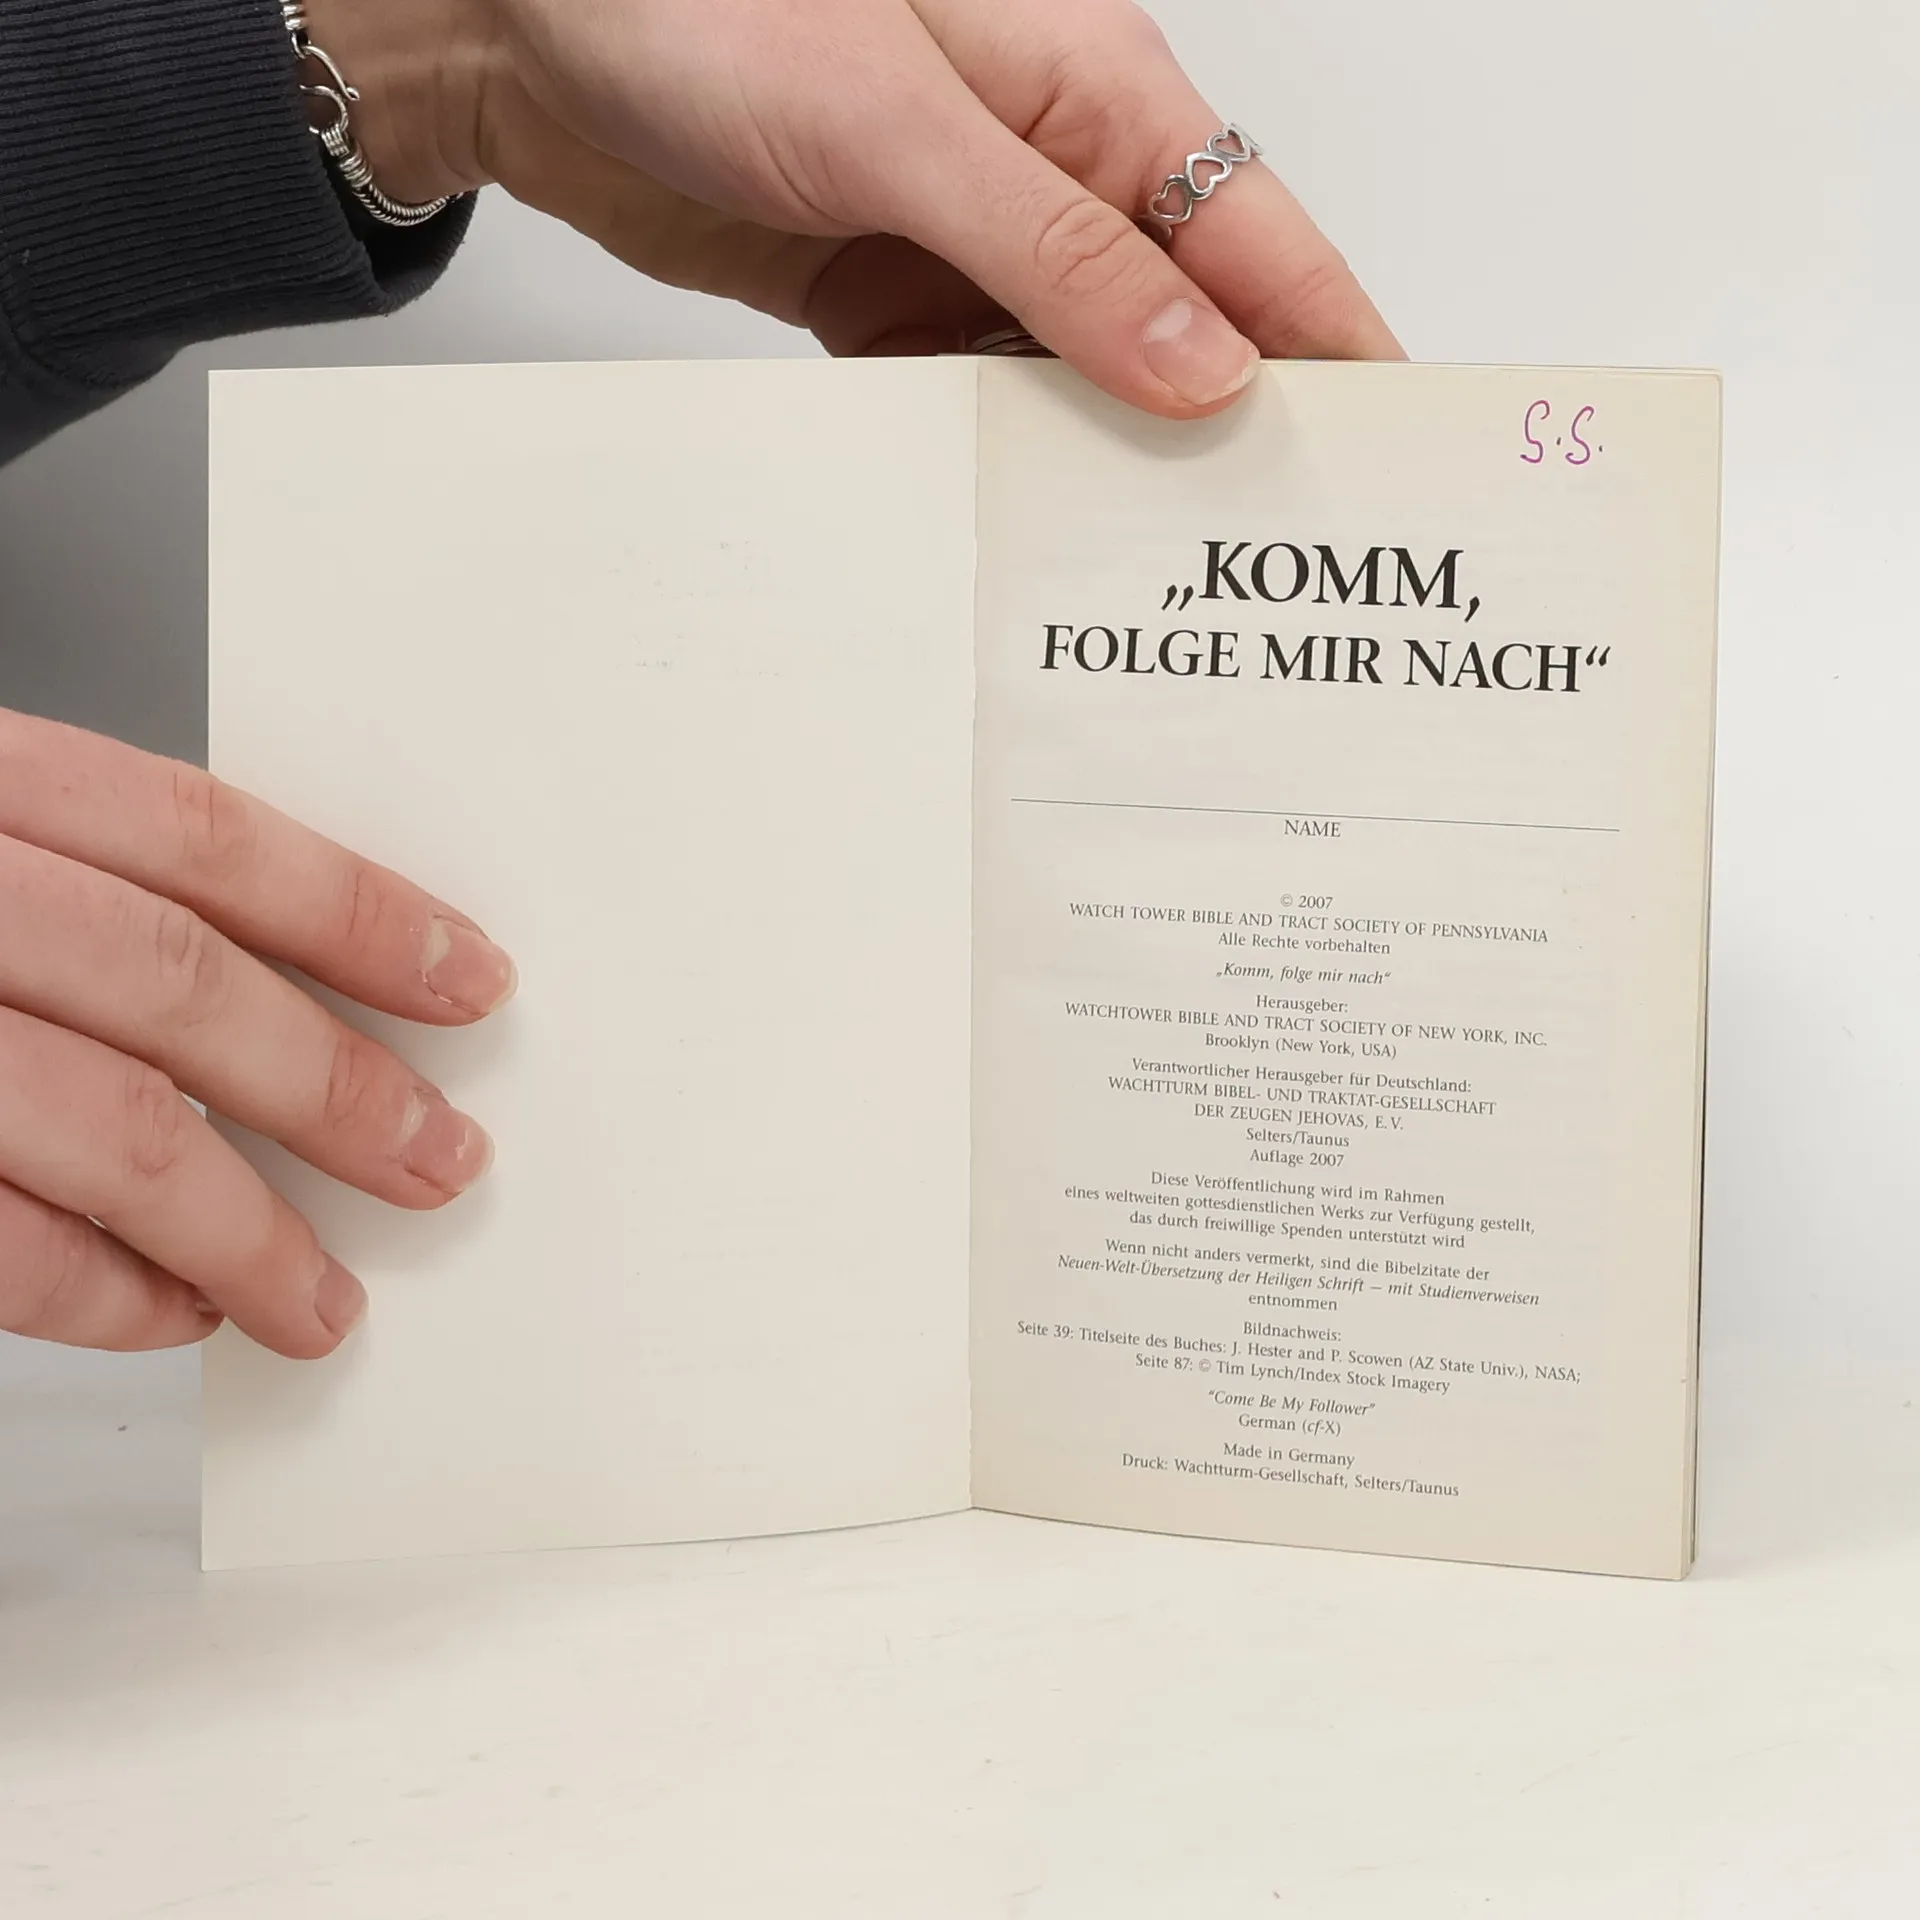 S.S.
„KOMM,
FOLGE MIR NACH“
NAME
© 2007
WATCH TOWER BIBLE AND TRACT SOCIETY OF PENNSYLVANIA
Alle Rechte vorbehalten
„Komm, folge mir nach“
Herausgeber:
WATCHTOWER BIBLE AND TRACT SOCIETY OF NEW YORK, INC.
Brooklyn (New York, USA)
Verantwortlicher Herausgeber für Deutschland:
WACHTTURM BIBEL- UND TRAKTAT-GESELLSCHAFT
DER ZEUGEN JEHOVAS, E. V.
Selters/Taunus
Auflage 2007
Diese Veröffentlichung wird im Rahmen
eines weltweiten gottesdienstlichen Werks zur Verfügung gestellt,
das durch freiwillige Spenden unterstützt wird
Wenn nicht anders vermerkt, sind die Bibelzitate der
Neuen-Welt-Übersetzung der Heiligen Schrift — mit Studienverweisen
entnommen
Bildnachweis:
Seite 39: Titelseite des Buches: J. Hester and P. Scowen (AZ State Univ.), NASA;
Seite 87: © Tim Lynch/Index Stock Imagery
"Come Be My Follower"
German (cf-X)
Made in Germany
Druck: Wachtturm-Gesellschaft, Selters/Taunus